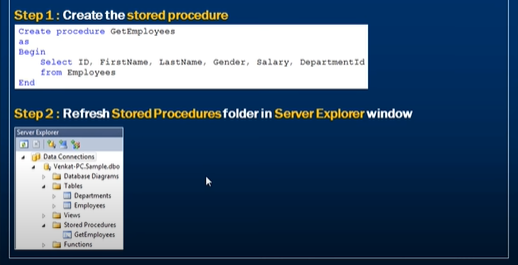 Step 1 : Create the stored procedure
Create procedure GetEmployees
as
Begin
Select ID, FirstName, LastName, Gender, Salary, DepartmentId
from Employees
End
Step 2 : Refresh Stored Procedures folder in Server Explorer window
Server Explorer
Data Connections
Venkat-PC.Sample.dbo
Database Diagrams
Tables
Departments
Employees
Views
Stored Procedures
GetEmployees
Functions